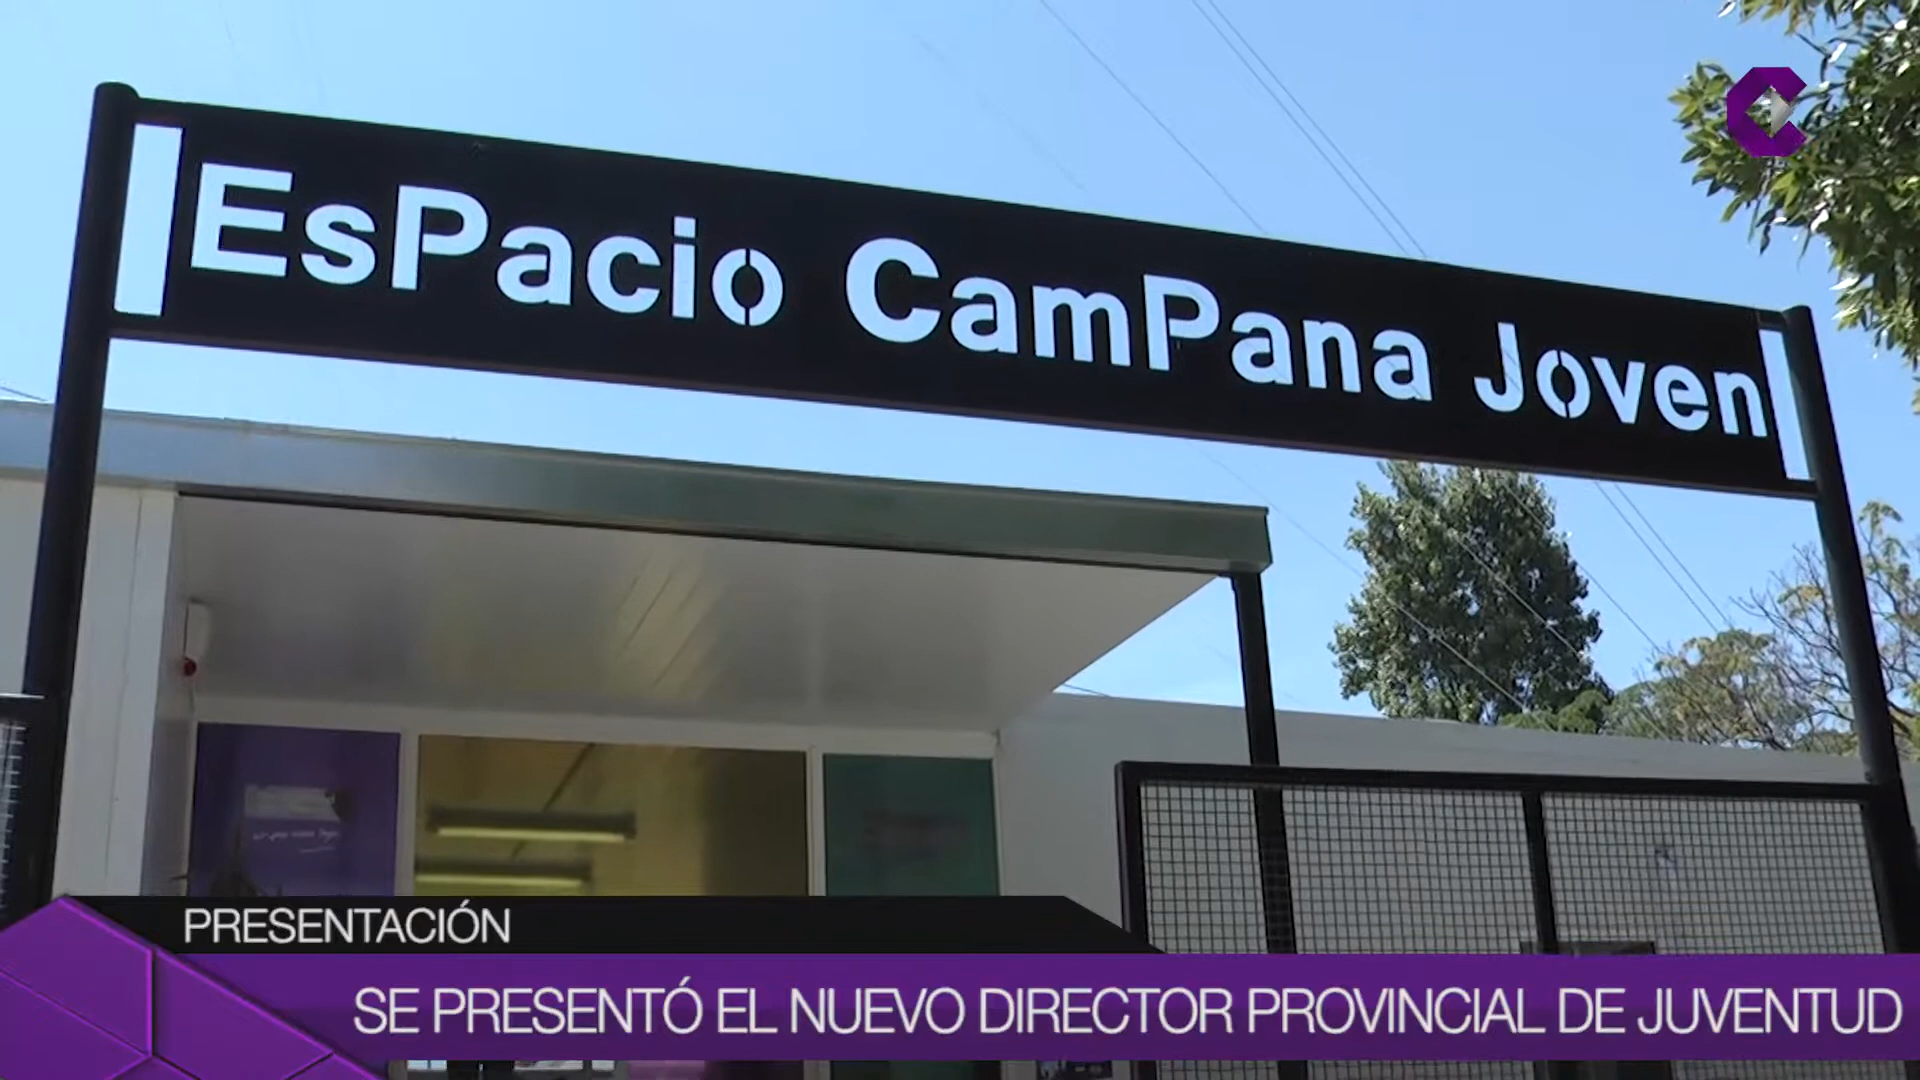 EsPacio CamPana Joven
PRESENTACIÓN
SE PRESENTÓ EL NUEVO DIRECTOR PROVINCIAL DE JUVENTUD